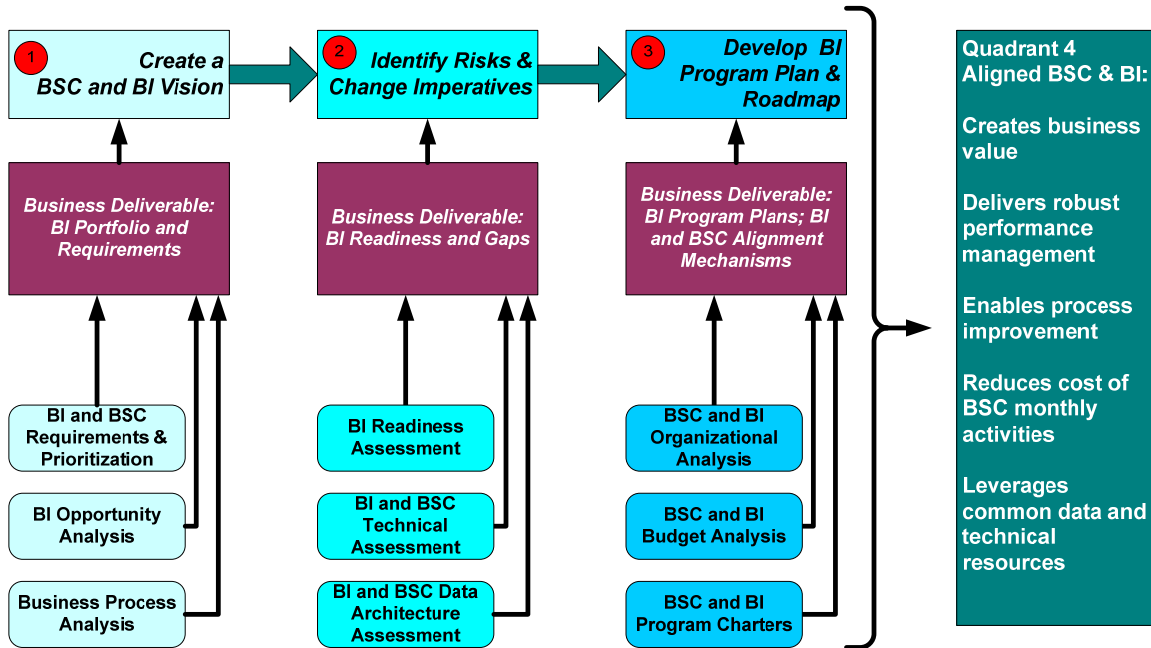 1
Create a
BSC and BI Vision
2
Identify Risks &
Change Imperatives
3
Develop BI
Program Plan &
Roadmap
Business Deliverable:
BI Portfolio and
Requirements
Business Deliverable:
BI Readiness and Gaps
Business Deliverable:
BI Program Plans; BI
and BSC Alignment
Mechanisms
BI and BSC
Requirements &
Prioritization
BI Opportunity
Analysis
Business Process
Analysis
BI Readiness
Assessment
BI and BSC
Technical
Assessment
BI and BSC Data
Architecture
Assessment
BSC and BI
Organizational
Analysis
BSC and BI
Budget Analysis
BSC and BI
Program Charters
Quadrant 4
Aligned BSC & BI:
Creates business
value
Delivers robust
performance
management
Enables process
improvement
Reduces cost of
BSC monthly
activities
Leverages
common data and
technical
resources